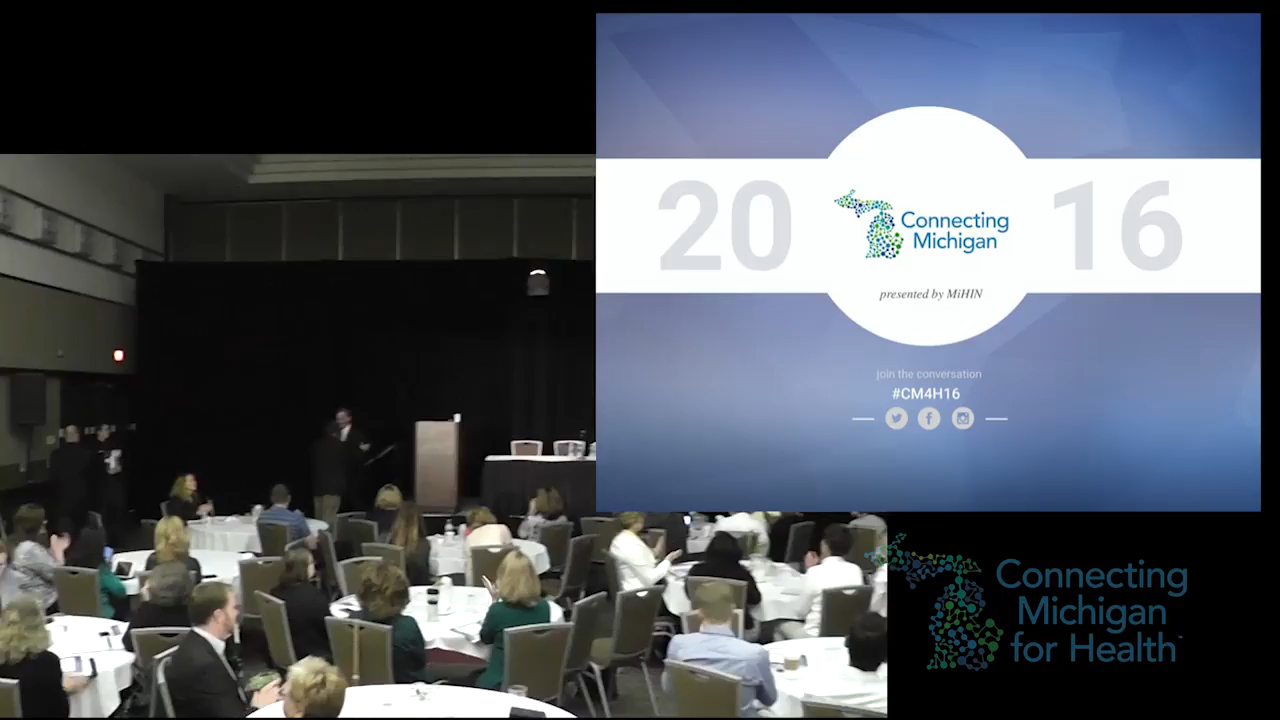 20 16
Connecting
Michigan
presented by MiHIN
join the conversation
#CM4H16
Connecting
Michigan
for Health